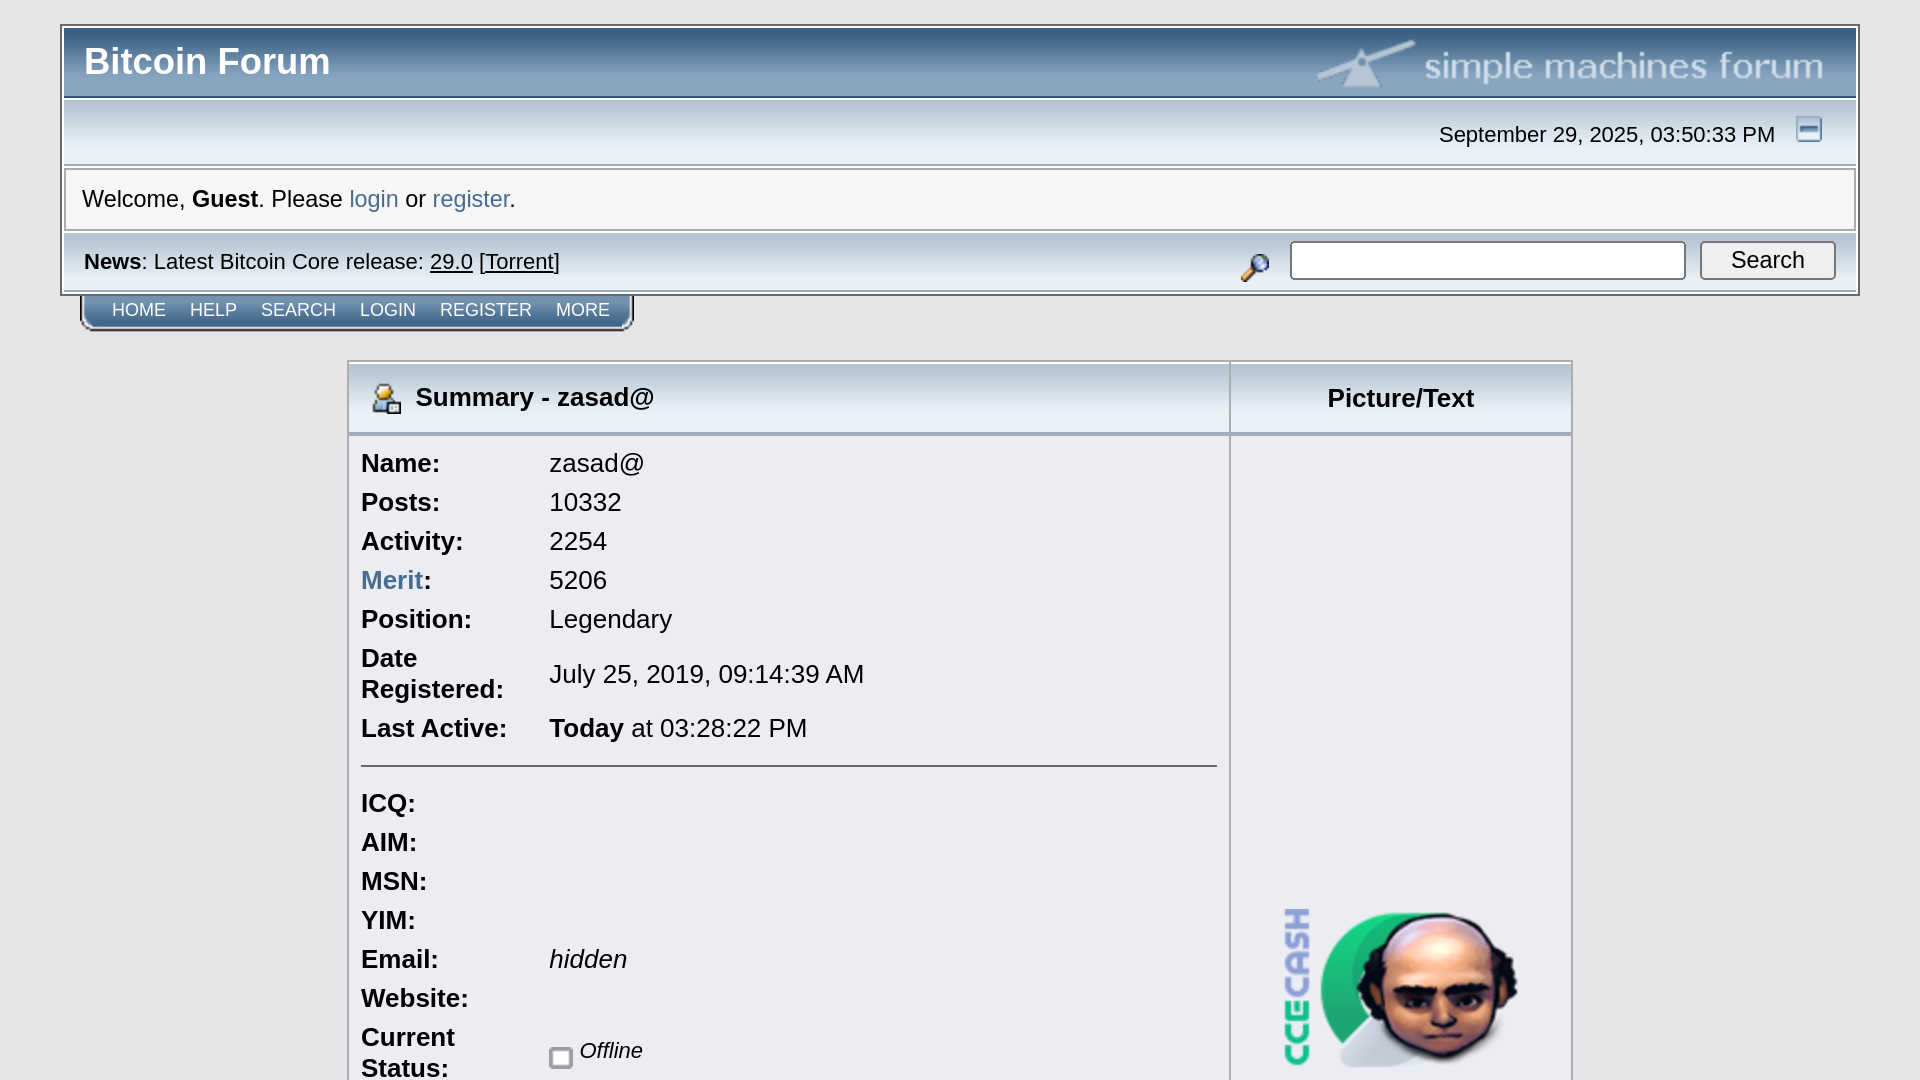 Bitcoin Forum
simple machines forum
September 29, 2025, 03:50:33 PM
Welcome, Guest. Please login or register.
News: Latest Bitcoin Core release: 29.0 [Torrent]
Search
HOME HELP SEARCH LOGIN REGISTER MORE
Summary - zasad@
Picture/Text
Name: zasad@
Posts: 10332
Activity: 2254
Merit: 5206
Position: Legendary
Date
Registered: July 25, 2019, 09:14:39 AM
Last Active: Today at 03:28:22 PM
ICQ:
AIM:
MSN:
YIM:
Email: hidden
Website:
Current
Status: Offline
CCECASH